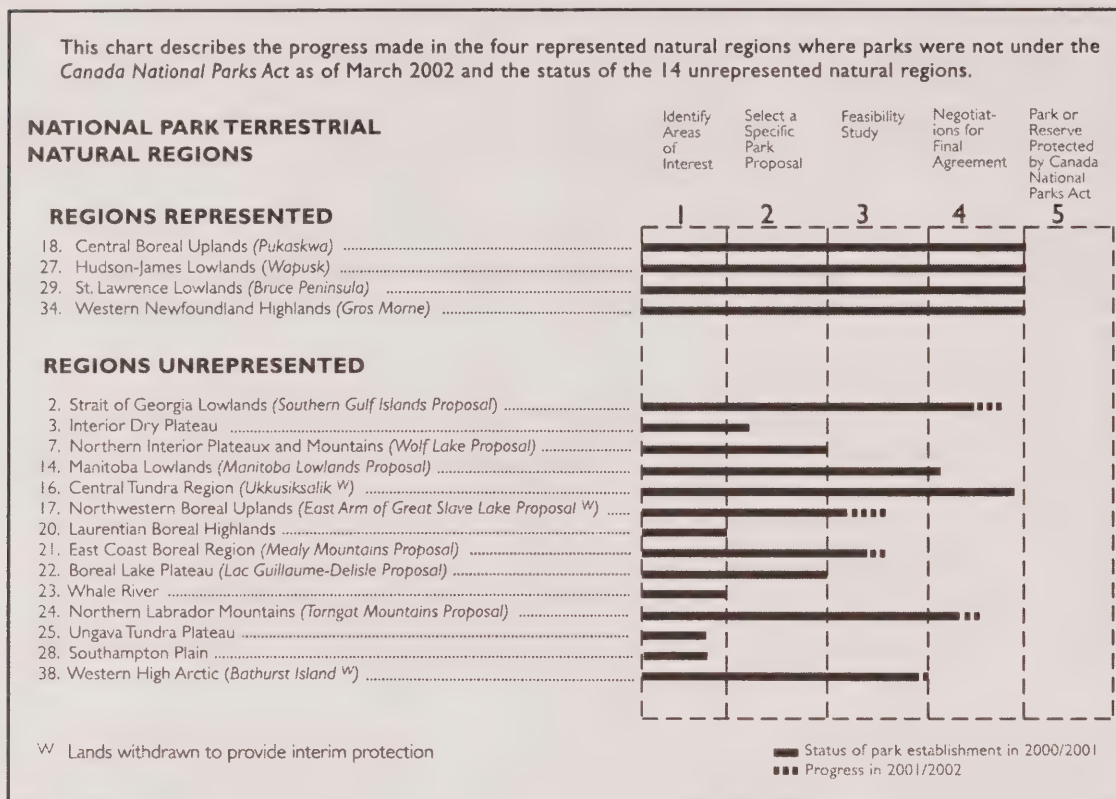 This chart describes the progress made in the four represented natural regions where parks were not under the
Canada National Parks Act as of March 2002 and the status of the 14 unrepresented natural regions.
NATIONAL PARK TERRESTRIAL
NATURAL REGIONS
Identify
Areas
of
Interest
Select a
Specific
Park
Proposal
Feasibility
Study
Negotiat-
ions for
Final
Agreement
Park or
Reserve
Protected
by Canada
National
Parks Act
REGIONS REPRESENTED
1 2 3 4 5
18. Central Boreal Uplands (Pukaskwa)
27. Hudson-James Lowlands (Wapusk)
29. St. Lawrence Lowlands (Bruce Peninsula)
34. Western Newfoundland Highlands (Gros Morne)
REGIONS UNREPRESENTED
2. Strait of Georgia Lowlands (Southern Gulf Islands Proposal)
3. Interior Dry Plateau
7. Northern Interior Plateaux and Mountains (Wolf Lake Proposal)
14. Manitoba Lowlands (Manitoba Lowlands Proposal)
16. Central Tundra Region (Ukkusiksalik W)
17. Northwestern Boreal Uplands (East Arm of Great Slave Lake Proposal W)
20. Laurentian Boreal Highlands
21. East Coast Boreal Region (Mealy Mountains Proposal)
22. Boreal Lake Plateau (Lac Guillaume-Delisle Proposal)
23. Whale River
24. Northern Labrador Mountains (Torngat Mountains Proposal)
25. Ungava Tundra Plateau
28. Southampton Plain
38. Western High Arctic (Bathurst Island W)
W Lands withdrawn to provide interim protection
Status of park establishment in 2000/2001
Progress in 2001/2002